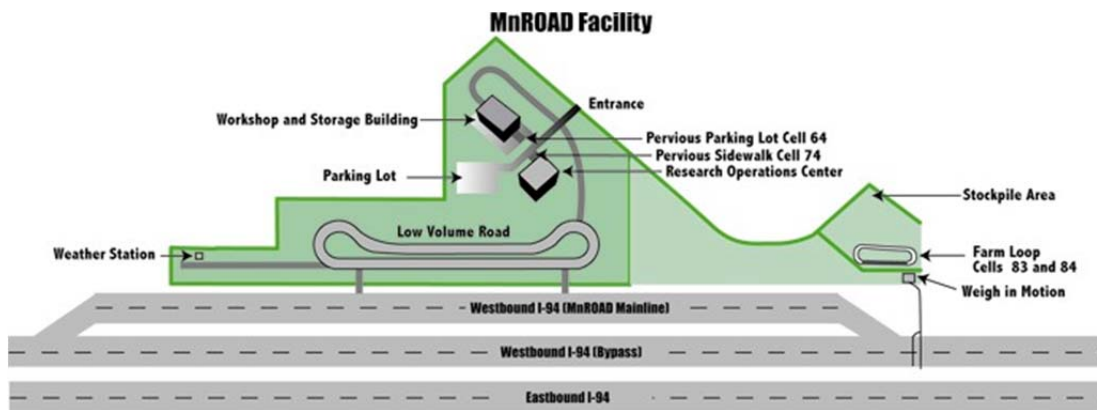 MnROAD Facility
Entrance
Workshop and Storage Building
Pervious Parking Lot Cell 64
Pervious Sidewalk Cell 74
Parking Lot
Research Operations Center
Stockpile Area
Low Volume Road
Weather Station
Farm Loop
Cells 83 and 84
Weigh in Motion
Westbound I-94 (MnROAD Mainline)
Westbound I-94 (Bypass)
Eastbound I-94